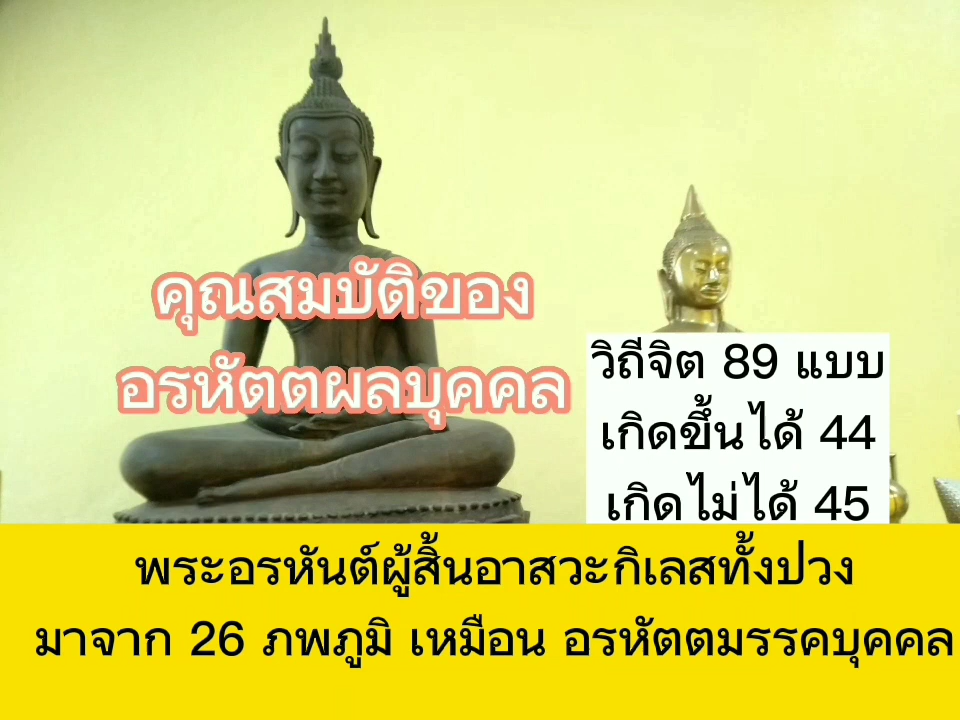 คุณสมบัติของ
อรหัตตผลบุคคล
วิถีจิต 89 แบบ
เกิดขึ้นได้ 44
เกิดไม่ได้ 45
พระอรหันต์ผู้สิ้นอาสวะกิเลสทั้งปวง
มาจาก 26 ภพภูมิ เหมือน อรหัตตมรรคบุคคล